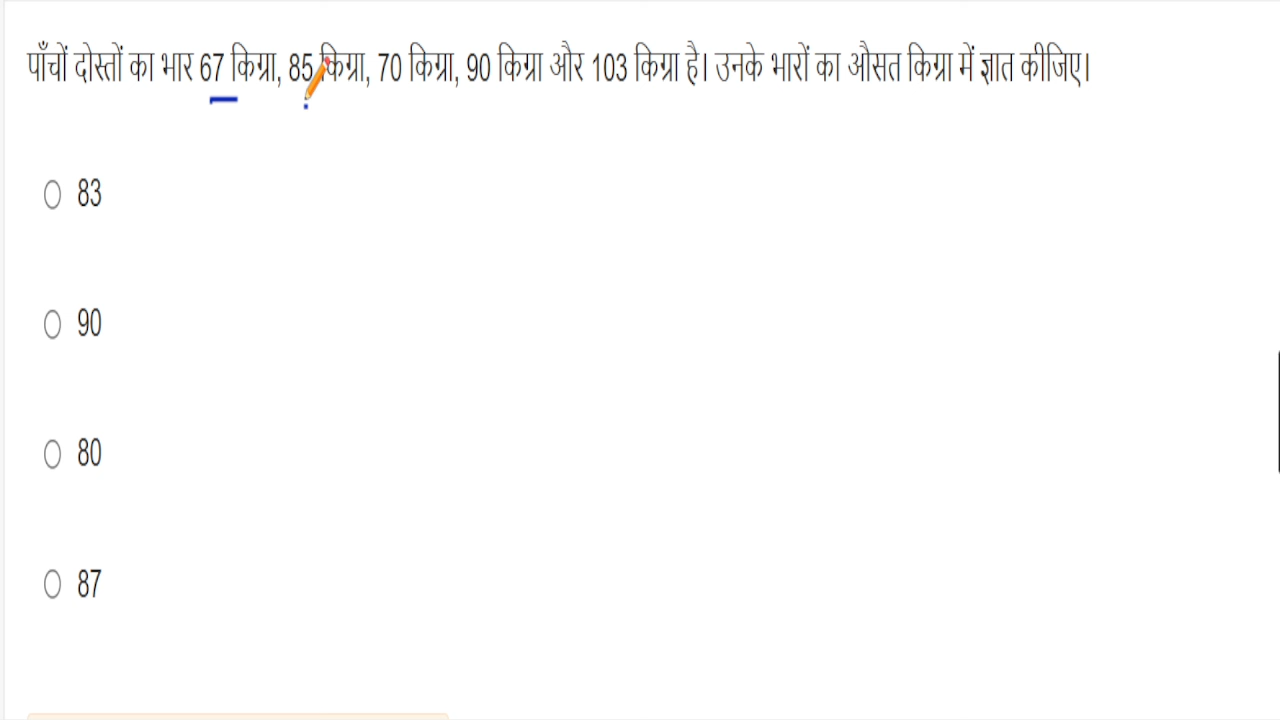 पाँचों दोस्तों का भार 67 किग्रा, 85 किग्रा, 70 किग्रा, 90 किग्रा और 103 किग्रा है। उनके भारों का औसत किग्रा में ज्ञात कीजिए।
83
90
80
87